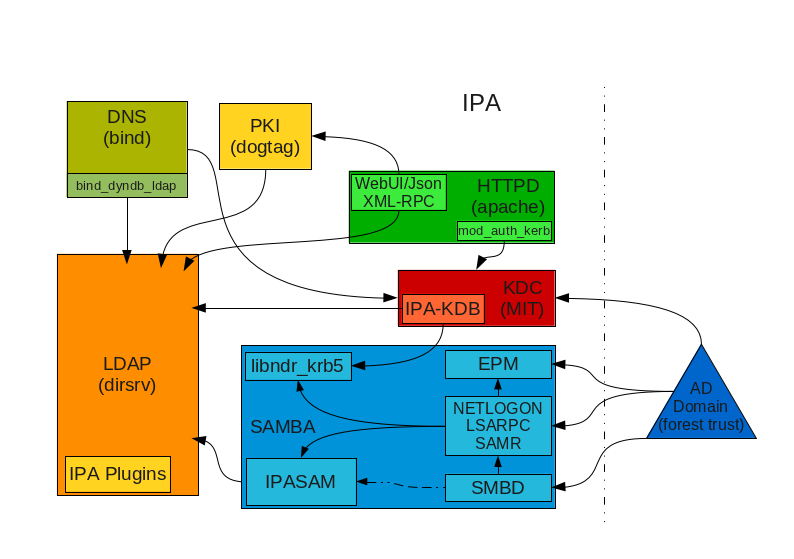 IPA
DNS
(bind)
bind_dyndb_ldap
PKI
(dogtag)
WebUI/Json
XML-RPC
HTTPD
(apache)
mod_auth_kerb
KDC
(MIT)
IPA-KDB
LDAP
(dirsrv)
IPA Plugins
libndr_krb5
EPM
SAMBA
NETLOGON
LSARPC
SAMR
IPASAM
SMBD
AD
Domain
(forest trust)